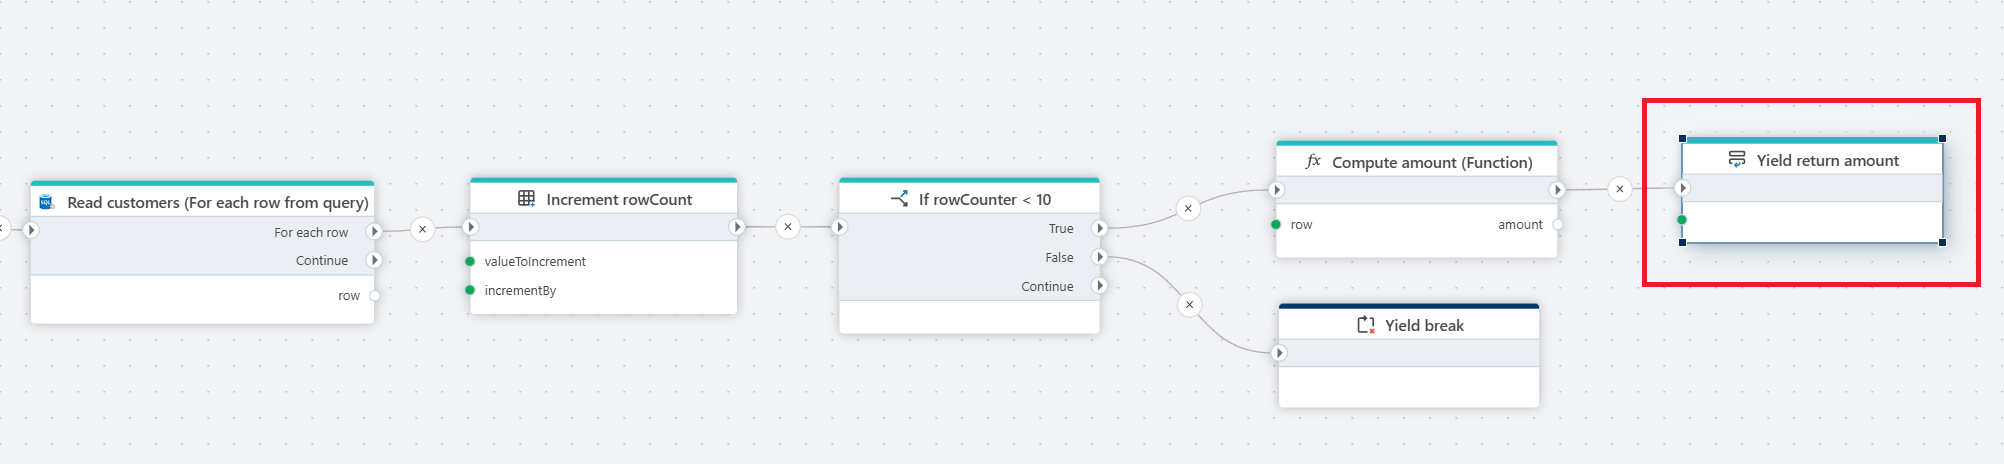 SQL
Read customers (For each row from query)
For each row
Continue
row
Increment rowCount
valueToIncrement
incrementBy
If rowCounter < 10
True
False
Continue
fx Compute amount (Function)
row
amount
Yield return amount
Yield break